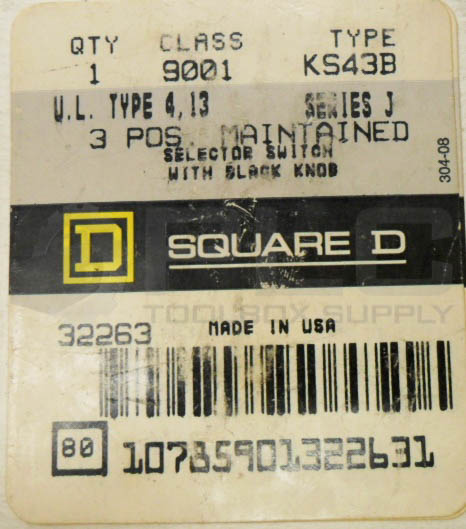 QTY CLASS TYPE
1 9001 KS43B
U.L. TYPE 4,13 SERIES J
3 POS. MAINTAINED
SELECTOR SWITCH
WITH BLACK KNOB
304-08
D SQUARE D
TOOLBOX SUPPLY
32263 MADE IN USA
80 10785901322631